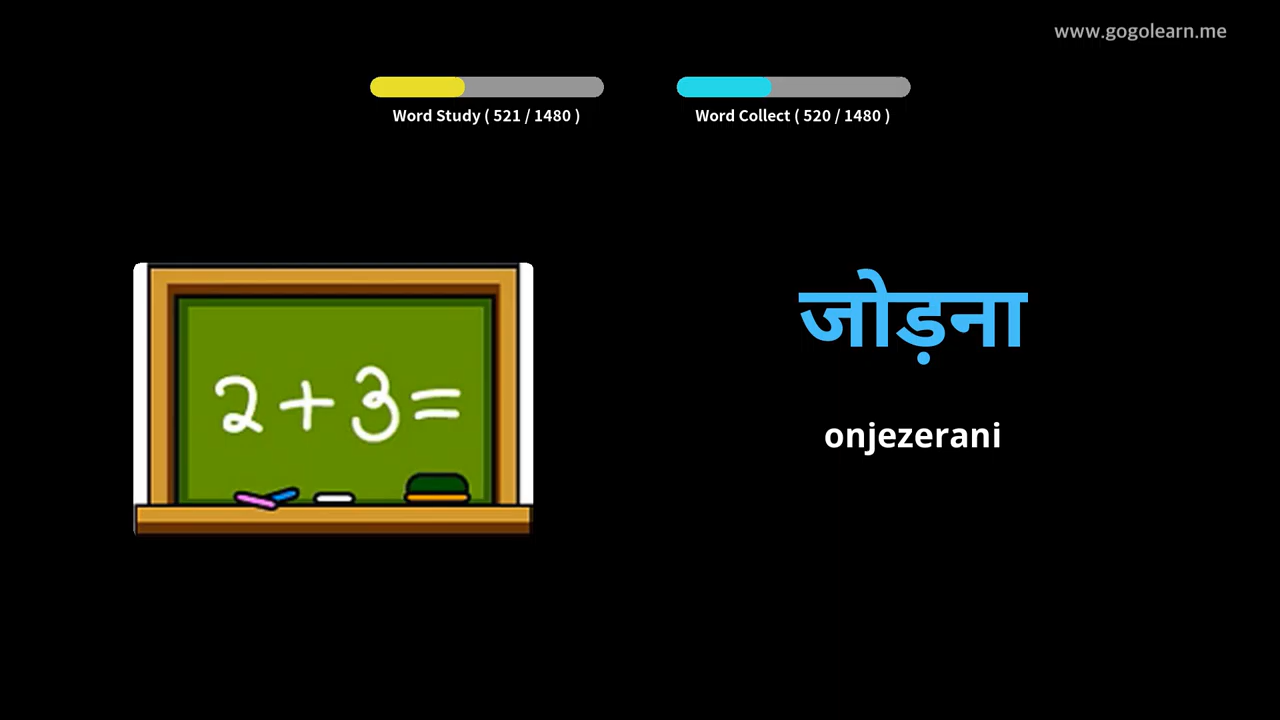 www.gogolearn.me
Word Study ( 521 / 1480 )
Word Collect ( 520 / 1480 )
2 + 3 =
जोड़ना
onjezerani